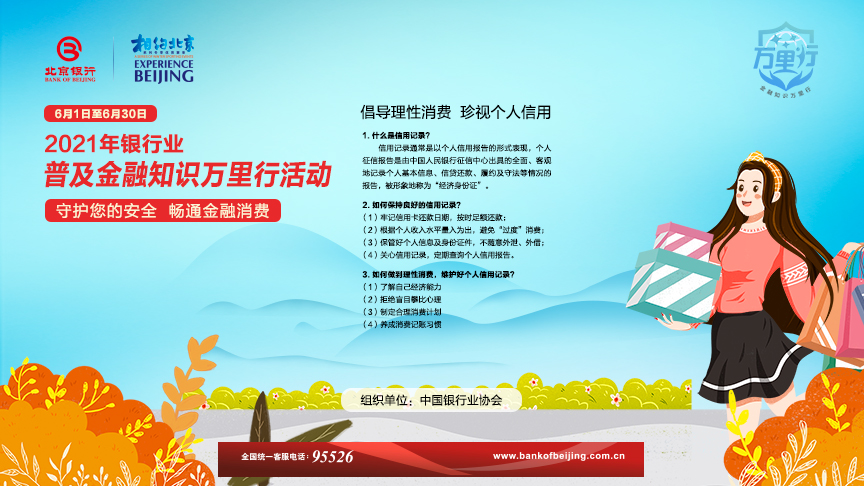 北京银行
BANK OF BEIJING
相约北京
EXPERIENCE
BEIJING
万里行
金融知识万里行
6月1日至6月30日
2021年银行业
普及金融知识万里行活动
守护您的安全 畅通金融消费
倡导理性消费 珍视个人信用
1. 什么是信用记录?
信用记录通常是以个人信用报告的形式表现，个人
征信报告是由中国人民银行征信中心出具的全面、客观
地记录个人基本信息、信贷还款、履约及守法等情况的
报告，被形象地称为“经济身份证”。
2. 如何保持良好的信用记录?
（1）牢记信用卡还款日期，按时足额还款；
（2）根据个人收入水平量入为出，避免“过度”消费；
（3）保管好个人信息及身份证件，不随意外泄、外借；
（4）关心信用记录，定期查询个人信用报告。
3. 如何做到理性消费，维护好个人信用记录?
（1）了解自己经济能力
（2）拒绝盲目攀比心理
（3）制定合理消费计划
（4）养成消费记账习惯
组织单位：中国银行业协会
全国统一客服电话：95526
www.bankofbeijing.com.cn